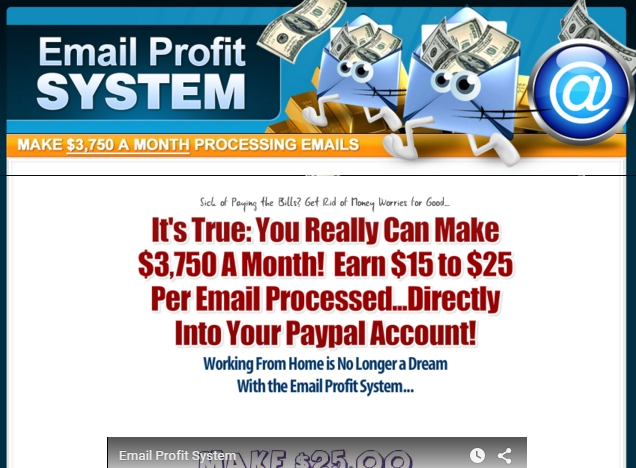 Email Profit
SYSTEM
@
MAKE $3,750 A MONTH PROCESSING EMAILS
Sick of Paying the Bills? Get Rid of Money Worries for Good...
It's True: You Really Can Make
$3,750 A Month! Earn $15 to $25
Per Email Processed...Directly
Into Your Paypal Account!
Working From Home is No Longer a Dream
With the Email Profit System...
Email Profit System
MAKE $25.00